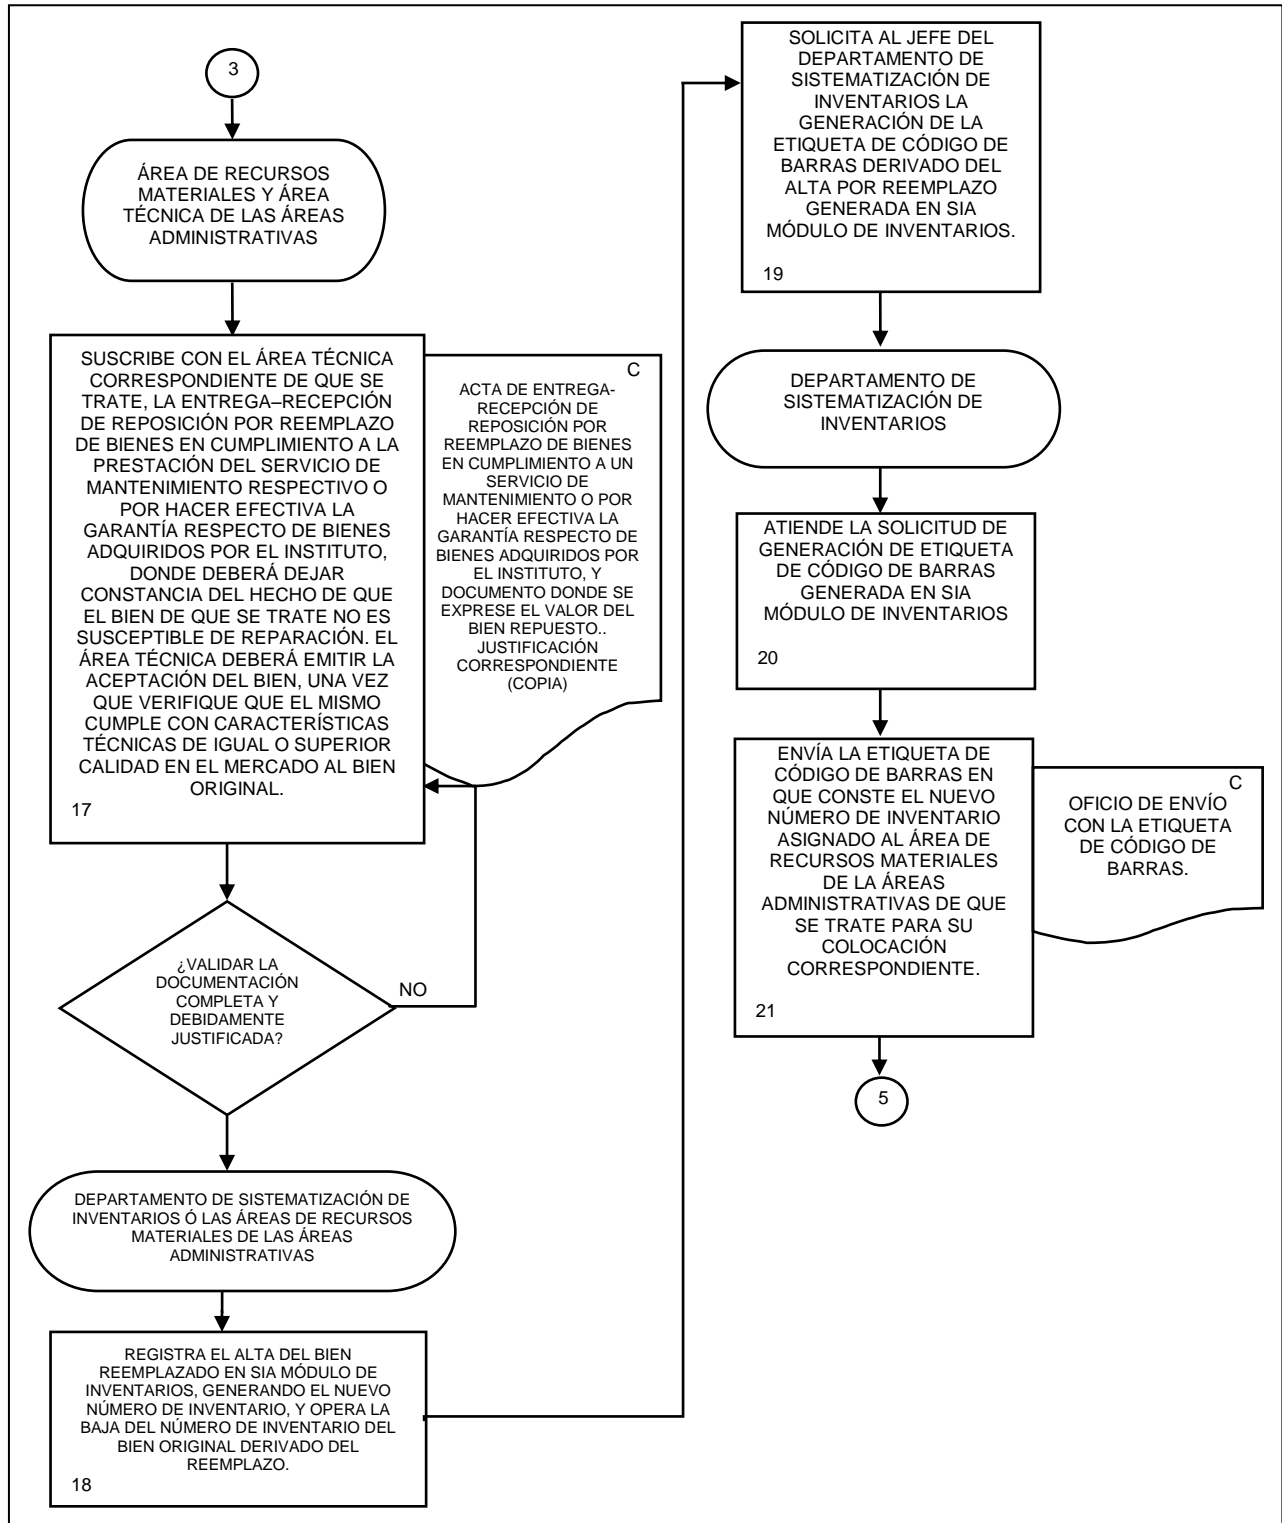 3
ÁREA DE RECURSOS
MATERIALES Y ÁREA
TÉCNICA DE LAS ÁREAS
ADMINISTRATIVAS
SUSCRIBE CON EL ÁREA TÉCNICA
CORRESPONDIENTE DE QUE SE
TRATE, LA ENTREGA–RECEPCIÓN
DE REPOSICIÓN POR REEMPLAZO
DE BIENES EN CUMPLIMIENTO A LA
PRESTACIÓN DEL SERVICIO DE
MANTENIMIENTO RESPECTIVO O
POR HACER EFECTIVA LA
GARANTÍA RESPECTO DE BIENES
ADQUIRIDOS POR EL INSTITUTO,
DONDE DEBERÁ DEJAR
CONSTANCIA DEL HECHO DE QUE
EL BIEN DE QUE SE TRATE NO ES
SUSCEPTIBLE DE REPARACIÓN. EL
ÁREA TÉCNICA DEBERÁ EMITIR LA
ACEPTACIÓN DEL BIEN, UNA VEZ
QUE VERIFIQUE QUE EL MISMO
CUMPLE CON CARACTERÍSTÍCAS
TÉCNICAS DE IGUAL O SUPERIOR
CALIDAD EN EL MERCADO AL BIEN
ORIGINAL.
17
C
ACTA DE ENTREGA-
RECEPCIÓN DE
REPOSICIÓN POR
REEMPLAZO DE BIENES
EN CUMPLIMIENTO A UN
SERVICIO DE
MANTENIMIENTO O POR
HACER EFECTIVA LA
GARANTÍA RESPECTO DE
BIENES ADQUIRIDOS POR
EL INSTITUTO, Y
DOCUMENTO DONDE SE
EXPRESE EL VALOR DEL
BIEN REPUESTO..
JUSTIFICACIÓN
CORRESPONDIENTE
(COPIA)
¿VALIDAR LA
DOCUMENTACIÓN
COMPLETA Y
DEBIDAMENTE
JUSTIFICADA?
NO
DEPARTAMENTO DE SISTEMATIZACIÓN DE
INVENTARIOS Ó LAS ÁREAS DE RECURSOS
MATERIALES DE LAS ÁREAS
ADMINISTRATIVAS
REGISTRA EL ALTA DEL BIEN
REEMPLAZADO EN SIA MÓDULO DE
INVENTARIOS, GENERANDO EL NUEVO
NÚMERO DE INVENTARIO, Y OPERA LA
BAJA DEL NÚMERO DE INVENTARIO DEL
BIEN ORIGINAL DERIVADO DEL
REEMPLAZO.
18
SOLICITA AL JEFE DEL
DEPARTAMENTO DE
SISTEMATIZACIÓN DE
INVENTARIOS LA
GENERACIÓN DE LA
ETIQUETA DE CÓDIGO DE
BARRAS DERIVADO DEL
ALTA POR REEMPLAZO
GENERADA EN SIA
MÓDULO DE INVENTARIOS.
19
DEPARTAMENTO DE
SISTEMATIZACIÓN DE
INVENTARIOS
ATIENDE LA SOLICITUD DE
GENERACIÓN DE ETIQUETA
DE CÓDIGO DE BARRAS
GENERADA EN SIA
MÓDULO DE INVENTARIOS
20
ENVÍA LA ETIQUETA DE
CÓDIGO DE BARRAS EN
QUE CONSTE EL NUEVO
NÚMERO DE INVENTARIO
ASIGNADO AL ÁREA DE
RECURSOS MATERIALES
DE LA ÁREAS
ADMINISTRATIVAS DE QUE
SE TRATE PARA SU
COLOCACIÓN
CORRESPONDIENTE.
21
C
OFICIO DE ENVÍO
CON LA ETIQUETA
DE CÓDIGO DE
BARRAS.
5